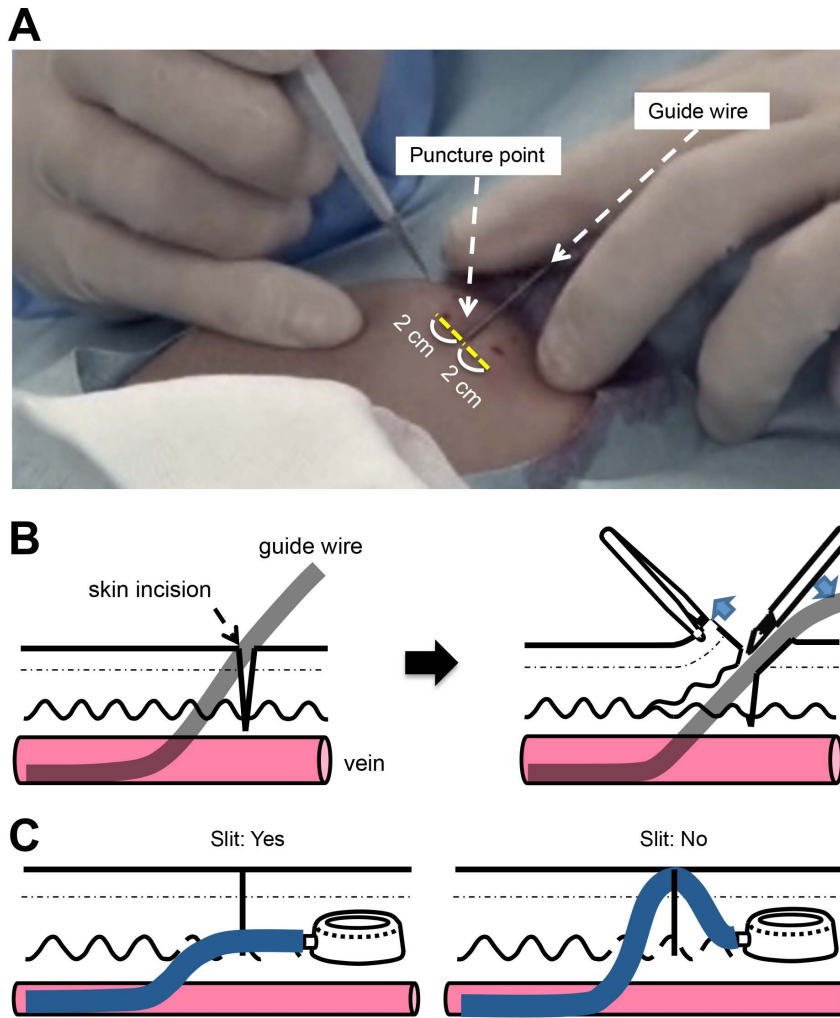 A
Guide wire
Puncture point
2 cm
2 cm
B
guide wire
skin incision
vein
C
Slit: Yes
Slit: No